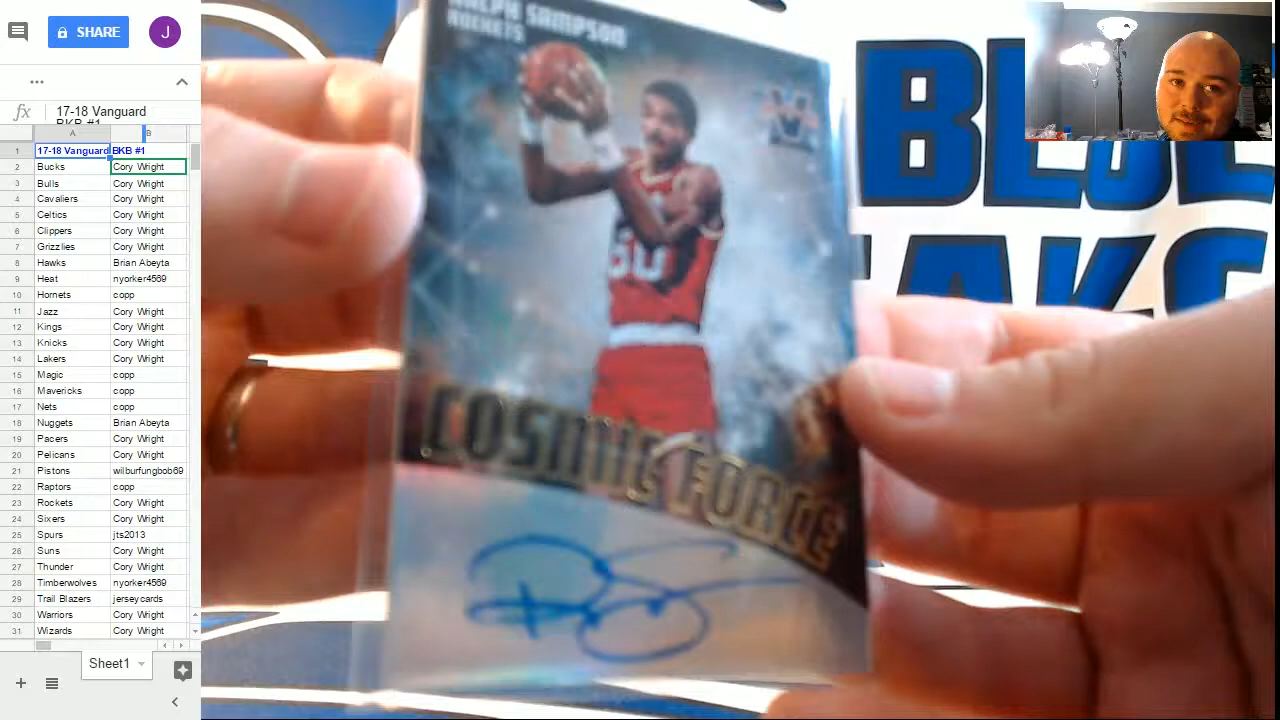 SHARE
J
...
fx 17-18 Vanguard
BKB #1
A B
1 17-18 Vanguard BKB #1
2 Bucks Cory Wright
3 Bulls Cory Wright
4 Cavaliers Cory Wright
5 Celtics Cory Wright
6 Clippers Cory Wright
7 Grizzlies Cory Wright
8 Hawks Brian Abeyta
9 Heat nyorker4569
10 Hornets copp
11 Jazz Cory Wright
12 Kings Cory Wright
13 Knicks Cory Wright
14 Lakers Cory Wright
15 Magic copp
16 Mavericks copp
17 Nets copp
18 Nuggets Brian Abeyta
19 Pacers Cory Wright
20 Pelicans Cory Wright
21 Pistons wilburfungbob69
22 Raptors copp
23 Rockets Cory Wright
24 Sixers Cory Wright
25 Spurs jts2013
26 Suns Cory Wright
27 Thunder Cory Wright
28 Timberwolves nyorker4569
29 Trail Blazers jerseycards
30 Warriors Cory Wright
31 Wizards Cory Wright
Sheet1
RALPH SAMPSON
ROCKETS
V
50
COSMIC FORCE
BLUE
EAKS